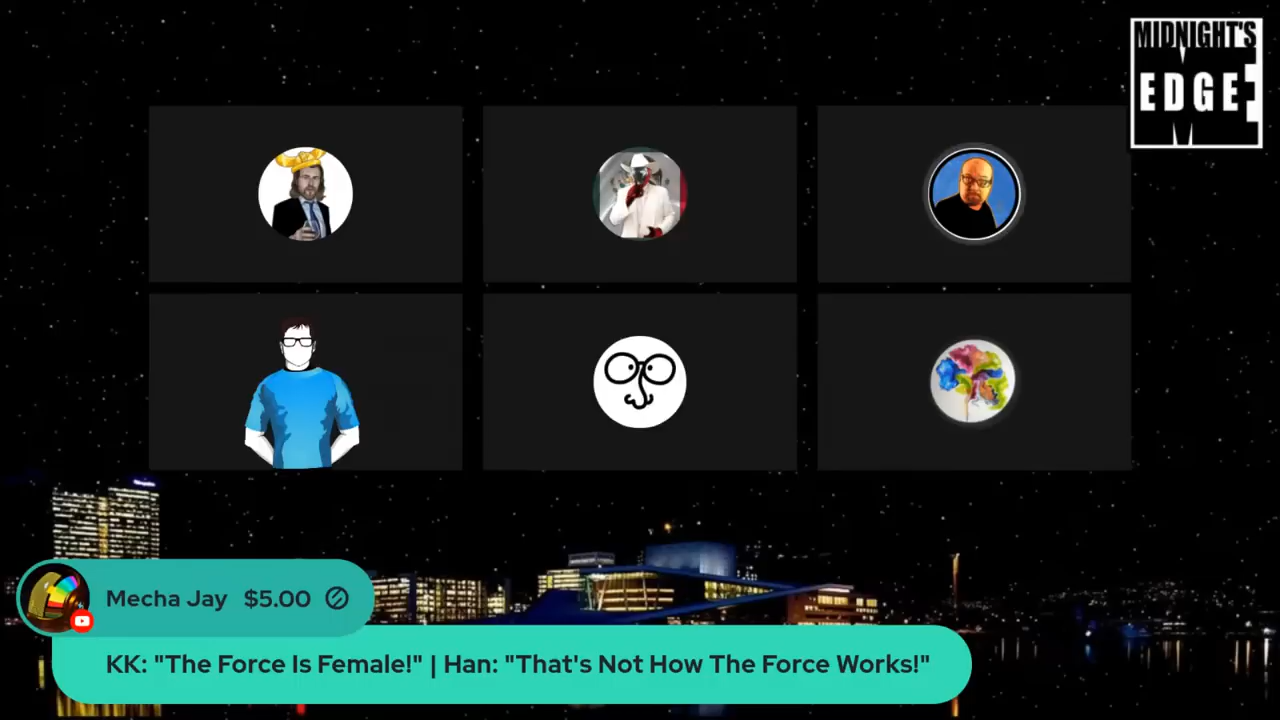 MIDNIGHT'S
EDGE
Mecha Jay $5.00
KK: "The Force Is Female!" | Han: "That's Not How The Force Works!"